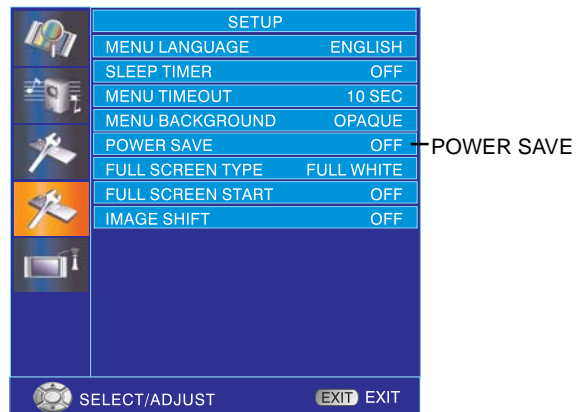 SETUP
MENU LANGUAGE ENGLISH
SLEEP TIMER OFF
MENU TIMEOUT 10 SEC
MENU BACKGROUND OPAQUE
POWER SAVE OFF POWER SAVE
FULL SCREEN TYPE FULL WHITE
FULL SCREEN START OFF
IMAGE SHIFT OFF
SELECT/ADJUST EXIT EXIT